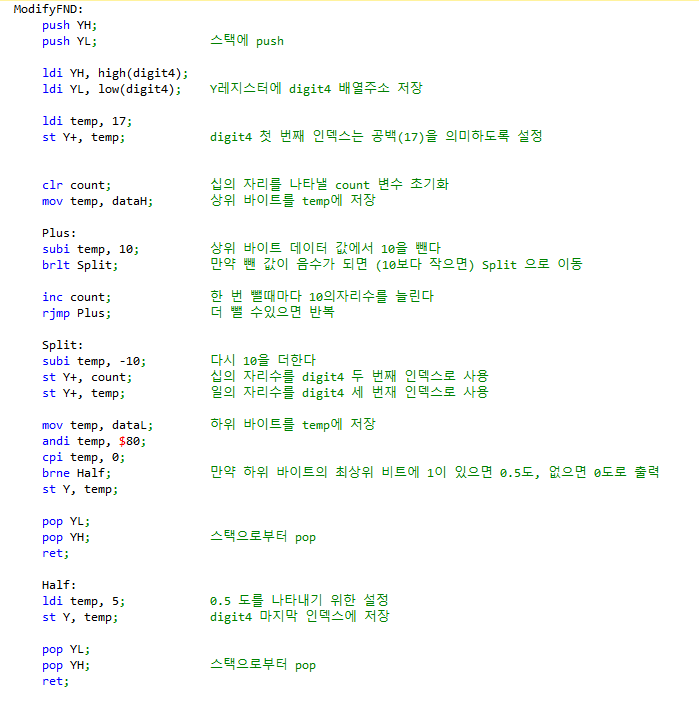 ModifyFND:
push YH;
push YL; 스택에 push
ldi YH, high(digit4);
ldi YL, low(digit4); Y레지스터에 digit4 배열주소 저장
ldi temp, 17;
st Y+, temp; digit4 첫 번째 인덱스는 공백(17)을 의미하도록 설정
clr count; 십의 자리를 나타낼 count 변수 초기화
mov temp, dataH; 상위 바이트를 temp에 저장
Plus:
subi temp, 10; 상위 바이트 데이터 값에서 10을 뺀다
brlt Split; 만약 뺀 값이 음수가 되면 (10보다 작으면) Split 으로 이동
inc count; 한 번 뺄때마다 10의자리수를 늘린다
rjmp Plus; 더 뺄 수있으면 반복
Split:
subi temp, -10; 다시 10을 더한다
st Y+, count; 십의 자리수를 digit4 두 번째 인덱스로 사용
st Y+, temp; 일의 자리수를 digit4 세 번재 인덱스로 사용
mov temp, dataL; 하위 바이트를 temp에 저장
andi temp, $80;
cpi temp, 0;
brne Half; 만약 하위 바이트의 최상위 비트에 1이 있으면 0.5도, 없으면 0도로 출력
st Y, temp;
pop YL;
pop YH; 스택으로부터 pop
ret;
Half:
ldi temp, 5; 0.5 도를 나타내기 위한 설정
st Y, temp; digit4 마지막 인덱스에 저장
pop YL;
pop YH; 스택으로부터 pop
ret;